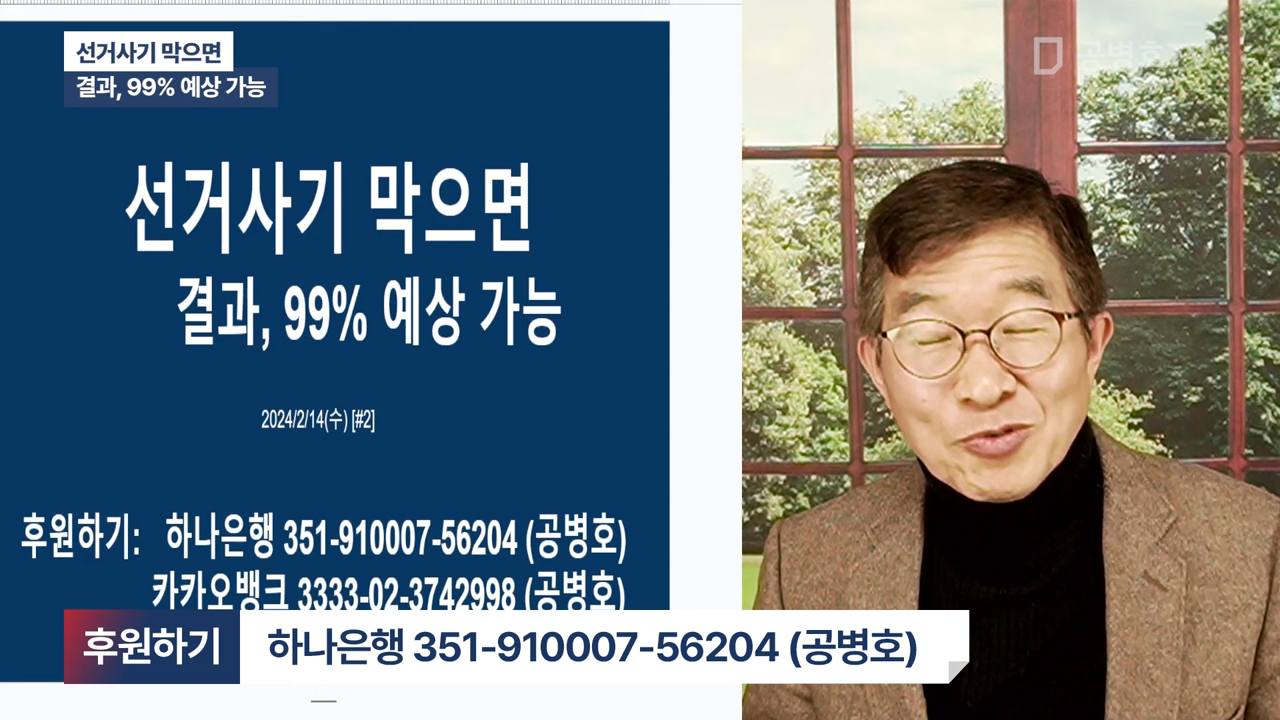 선거사기 막으면
결과, 99% 예상 가능
공병호
선거사기 막으면
결과, 99% 예상 가능
2024/2/14(수) [#2]
후원하기: 하나은행 351-910007-56204 (공병호)
카카오뱅크 3333-02-3742998 (공병호)
후원하기 하나은행 351-910007-56204 (공병호)